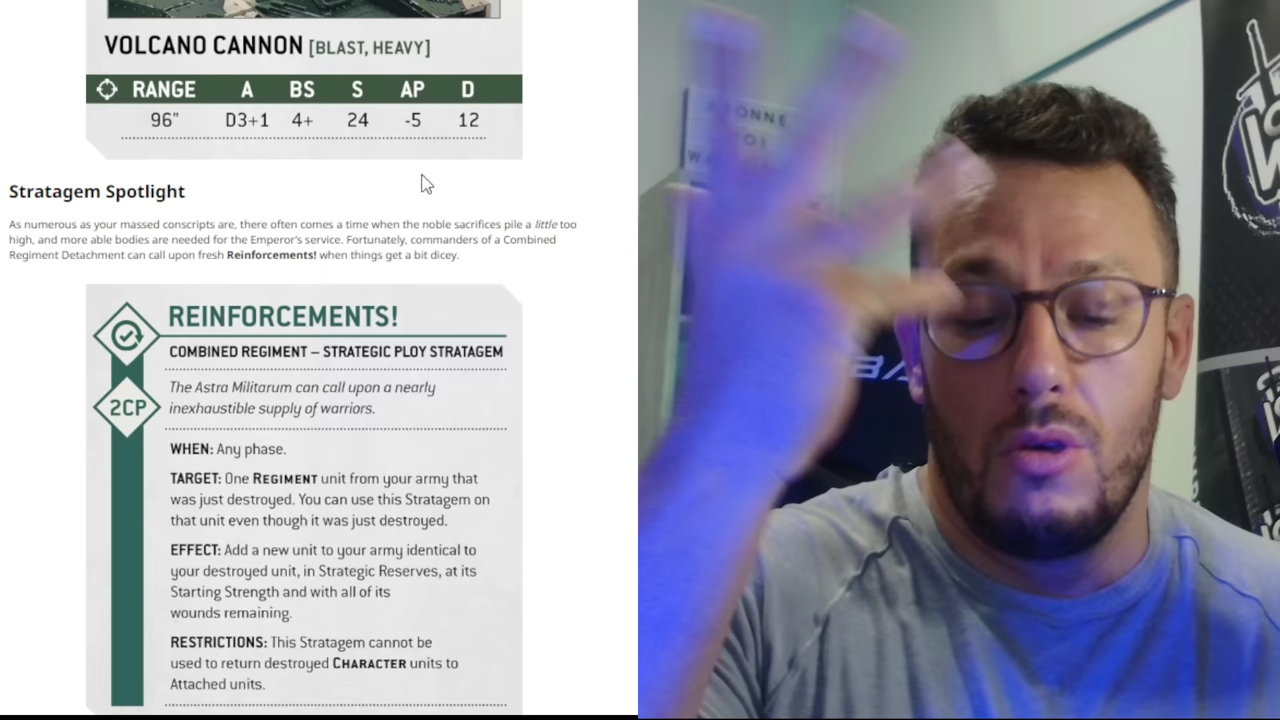 VOLCANO CANNON [BLAST, HEAVY]
RANGE A BS S AP D
96" D3+1 4+ 24 -5 12
Stratagem Spotlight
As numerous as your massed conscripts are, there often comes a time when the noble sacrifices pile a little too
high, and more able bodies are needed for the Emperor's service. Fortunately, commanders of a Combined
Regiment Detachment can call upon fresh Reinforcements! when things get a bit dicey.
REINFORCEMENTS!
COMBINED REGIMENT – STRATEGIC PLOY STRATAGEM
The Astra Militarum can call upon a nearly
inexhaustible supply of warriors.
2CP
WHEN: Any phase.
TARGET: One REGIMENT unit from your army that
was just destroyed. You can use this Stratagem on
that unit even though it was just destroyed.
EFFECT: Add a new unit to your army identical to
your destroyed unit, in Strategic Reserves, at its
Starting Strength and with all of its
wounds remaining.
RESTRICTIONS: This Stratagem cannot be
used to return destroyed CHARACTER units to
Attached units.